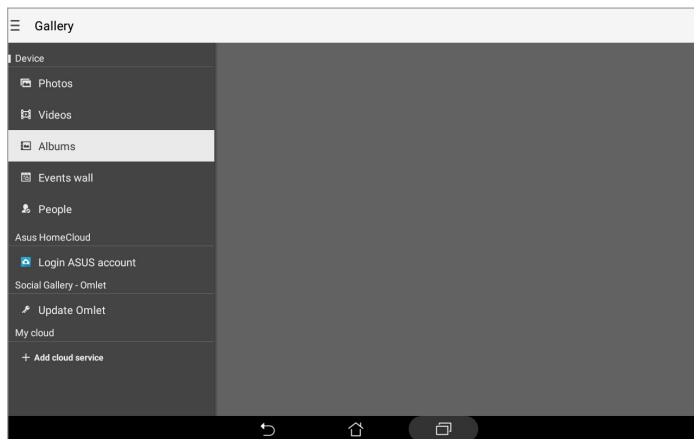 Gallery
Device
Photos
Videos
Albums
Events wall
People
Asus HomeCloud
Login ASUS account
Social Gallery - Omlet
Update Omlet
My cloud
+ Add cloud service